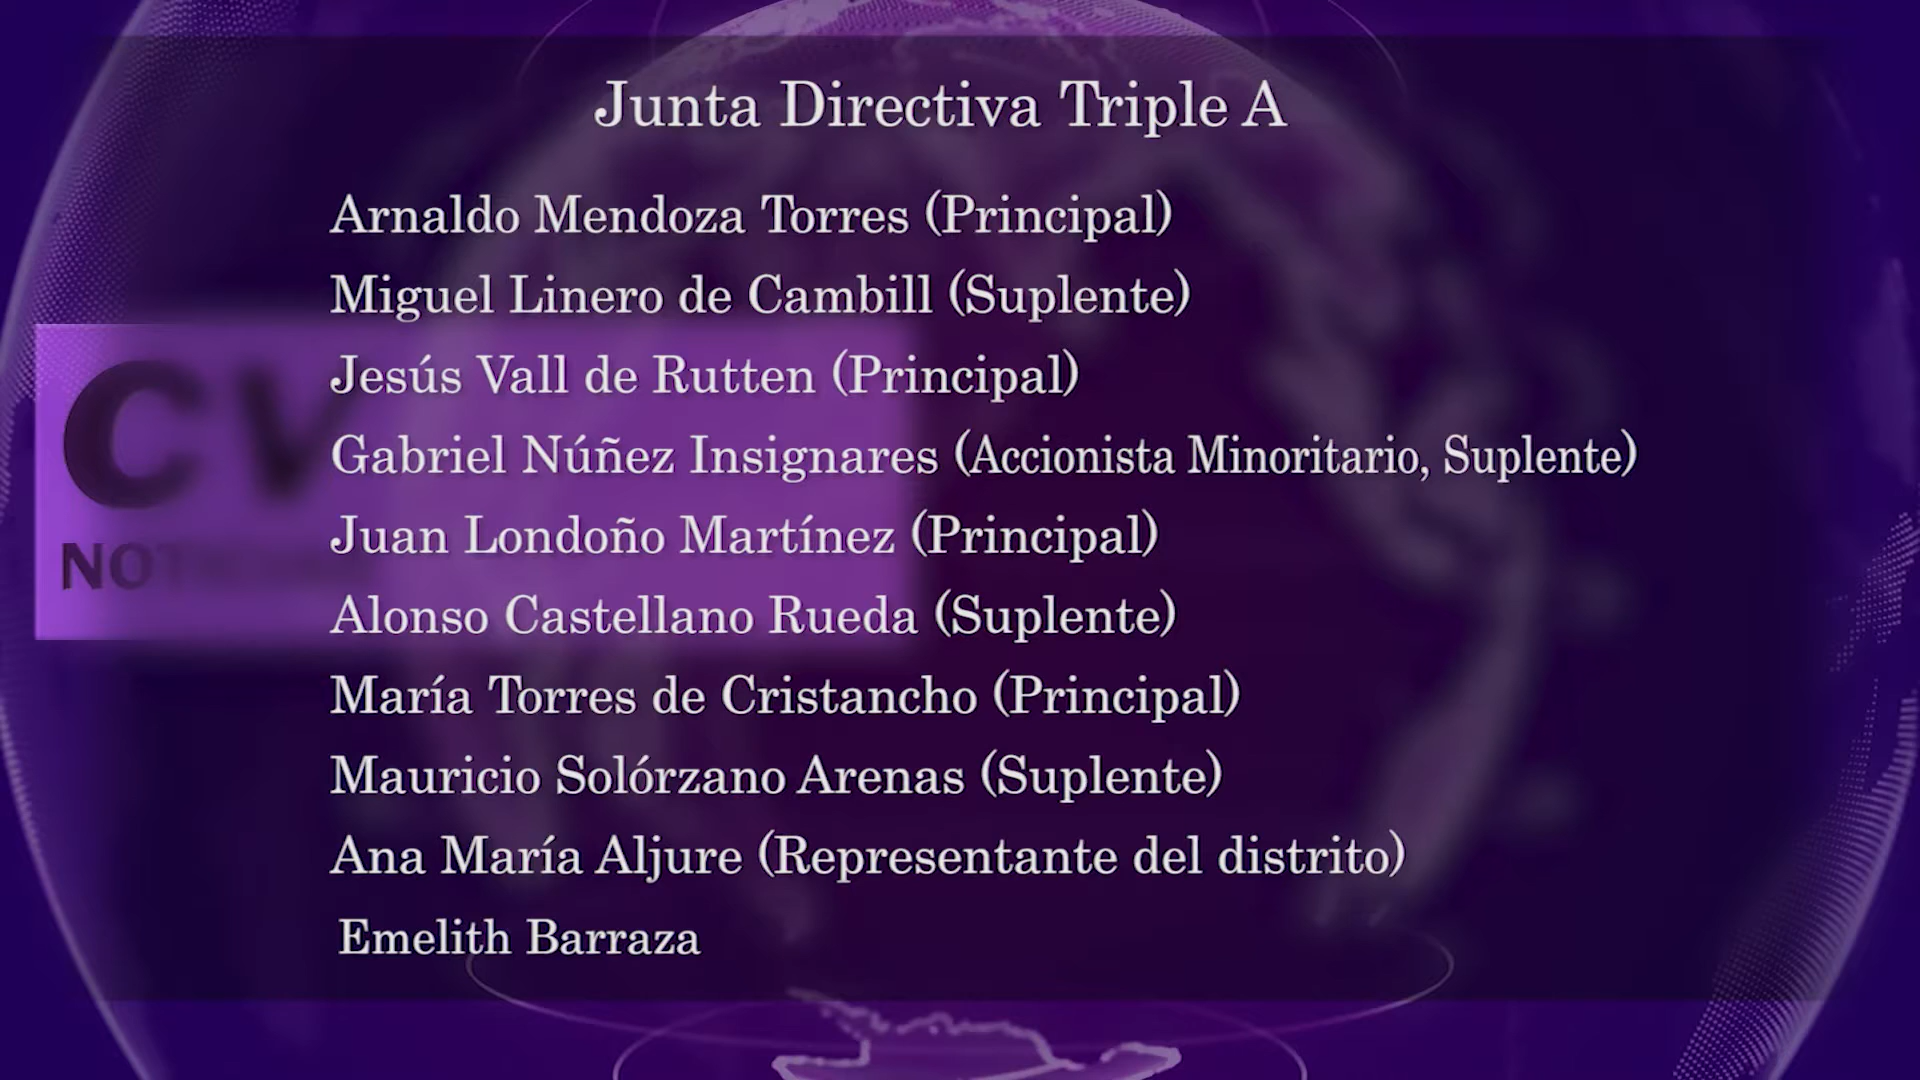 Junta Directiva Triple A
Arnaldo Mendoza Torres (Principal)
Miguel Linero de Cambill (Suplente)
Jesús Vall de Rutten (Principal)
Gabriel Núñez Insignares (Accionista Minoritario, Suplente)
Juan Londoño Martínez (Principal)
Alonso Castellano Rueda (Suplente)
María Torres de Cristancho (Principal)
Mauricio Solórzano Arenas (Suplente)
Ana María Aljure (Representante del distrito)
Emelith Barraza
CV